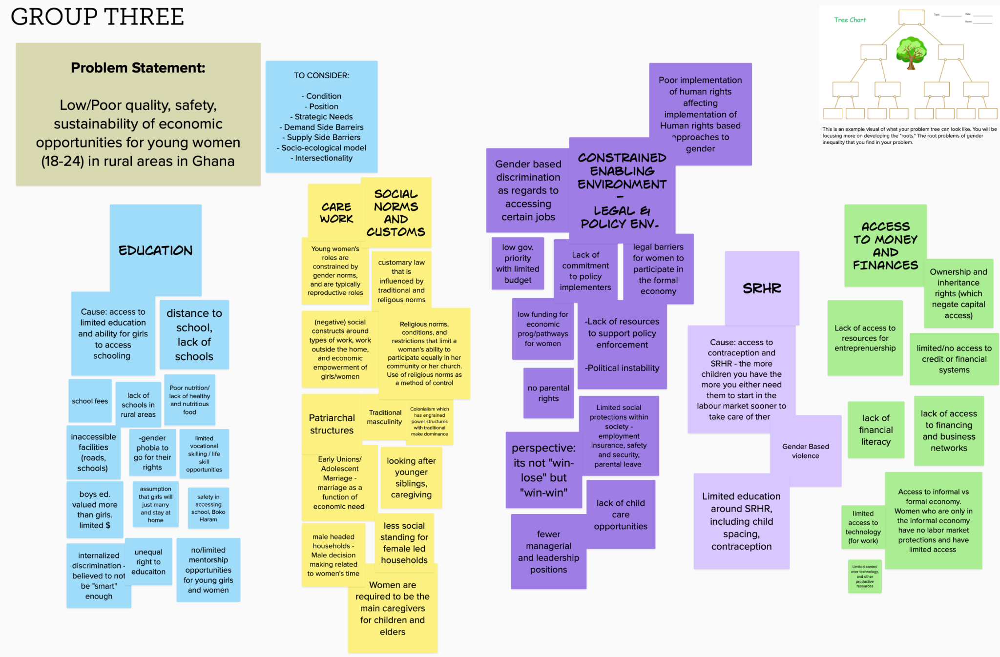 GROUP THREE
Problem Statement:
Low/Poor quality, safety,
sustainability of economic
opportunities for young women
(18-24) in rural areas in Ghana
TO CONSIDER:
- Condition
- Position
- Strategic Needs
- Demand Side Barreirs
- Supply Side Barriers
- Socio-ecological model
- Intersectionality
Tree Chart
Topic:
Date:
Name:
This is an example visual of what your problem tree can look like. You will be
focusing more on developing the "roots." The root problems of gender
inequality that you find in your problem.
EDUCATION
Cause: access to
limited education
and ability for girls
to access
schooling
distance to
school,
lack of
schools
school fees
lack of
schools in
rural areas
Poor nutrition/
lack of healthy
and nutritious
food
inaccessible
facilities
(roads,
schools)
-gender
phobia to
go for their
rights
limited
vocational
skilling / life
skill
opportunities
boys ed.
valued more
than girls.
limited $
assumption
that girls will
just marry
and stay at
home
safety in
accessing
school, Boko
Haram
internalized
discrimination -
believed to not
be "smart"
enough
unequal
right to
educaiton
no/limited
mentorship
opportunities
for young girls
and women
CARE
WORK
SOCIAL
NORMS
AND
CUSTOMS
Young women's
roles are
constrained by
gender norms,
and are typically
reproductive roles
customary law
that is
influenced by
traditional and
religous norms
(negative) social
constructs around
types of work, work
outside the home,
and economic
empowerment of
girls/women
Religious norms,
conditions, and
restrictions that limit a
woman's ability to
participate equally in her
community or her church.
Use of religious norms as
a method of control
Patriarchal
structures
Traditional
masculinity
Colonialism which
has engrained
power structures
with traditional
make dominance
Early Unions/
Adolescent
Marriage -
marriage as a
function of
economic need
looking after
younger
siblings,
caregiving
male headed
households -
Male decision
making related
to women's time
less social
standing for
female led
households
Women are
required to be the
main caregivers
for children and
elders
Poor implementation
of human rights
affecting
implementation of
Human rights based
approaches to
gender
Gender based
discrimination
as regards to
accessing
certain jobs
CONSTRAINED
ENABLING
ENVIRONMENT
-
LEGAL &
POLICY ENV.
low gov.
priority
with limited
budget
Lack of
commitment
to policy
implementers
legal barriers
for women to
participate in
the formal
economy
low funding for
economic
prog/pathways
for women
-Lack of resources
to support policy
enforcement
-Political instability
no parental
rights
Limited social
protections within
society -
employment
insurance, safety
and security,
parental leave
perspective:
its not "win-
lose" but
"win-win"
lack of child
care
opportunities
fewer
managerial
and leadership
positions
SRHR
Cause: access to
contraception and
SRHR - the more
children you have the
more you either need
them to start in the
labour market sooner to
take care of ther
Gender Based
violence
Limited education
around SRHR,
including child
spacing,
contraception
ACCESS
TO MONEY
AND
FINANCES
Ownership and
inheritance
rights (which
negate capital
access)
Lack of access to
resources for
entreprenuership
limited/no access to
credit or financial
systems
lack of
financial
literacy
lack of access
to financing
and business
networks
limited
access to
technology
(for work)
Access to informal vs
formal economy.
Women who are only in
the informal economy
have no labor market
protections and have
limited access
Limited control
over technology,
and other
productive
resources